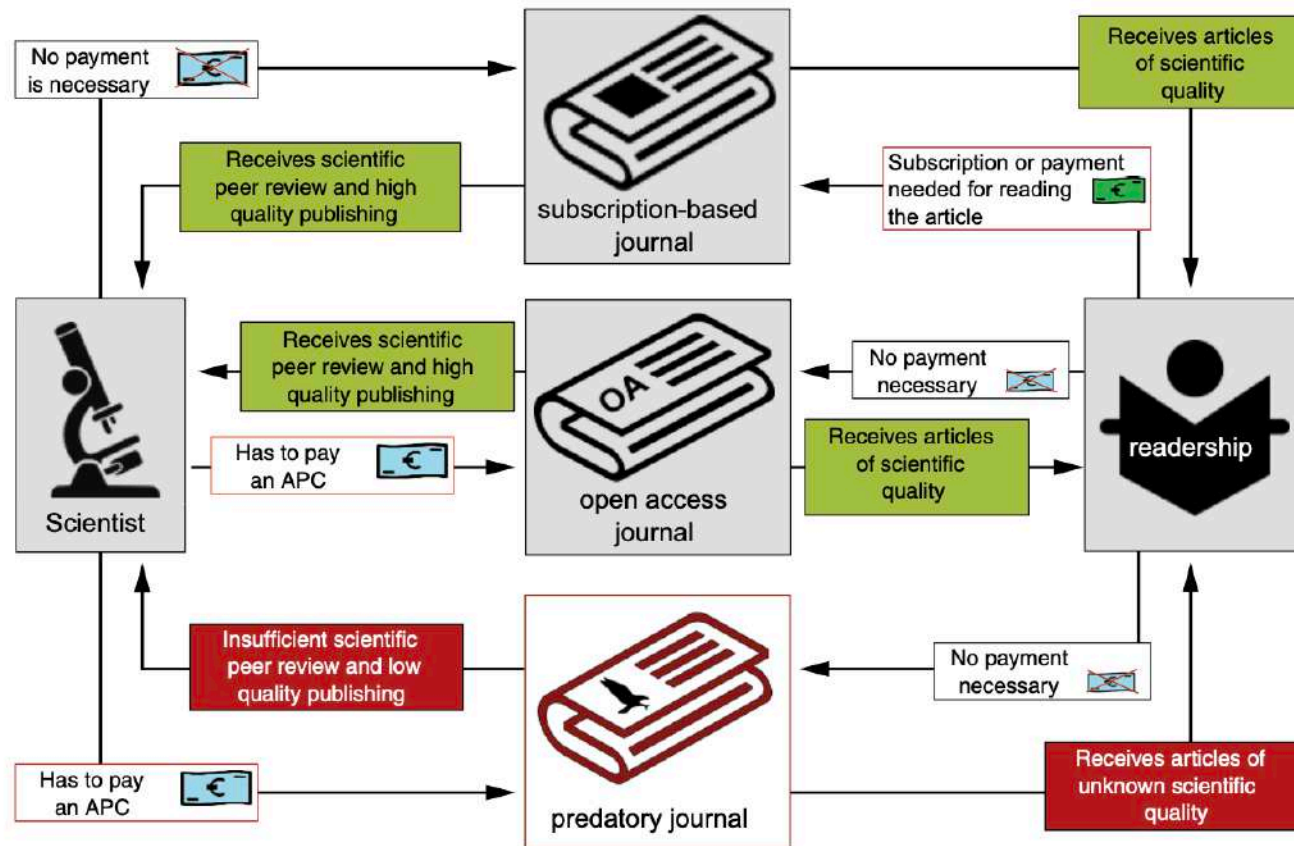 No payment
is necessary
€
Receives articles
of scientific
quality
Receives scientific
peer review and high
quality publishing
subscription-based
journal
Subscription or payment
needed for reading
the article
€
Receives scientific
peer review and high
quality publishing
OA
No payment
necessary
€
Has to pay
an APC
€
Receives articles
of scientific
quality
readership
Scientist
open access
journal
Insufficient scientific
peer review and low
quality publishing
No payment
necessary
€
Has to pay
an APC
€
predatory journal
Receives articles of
unknown scientific
quality